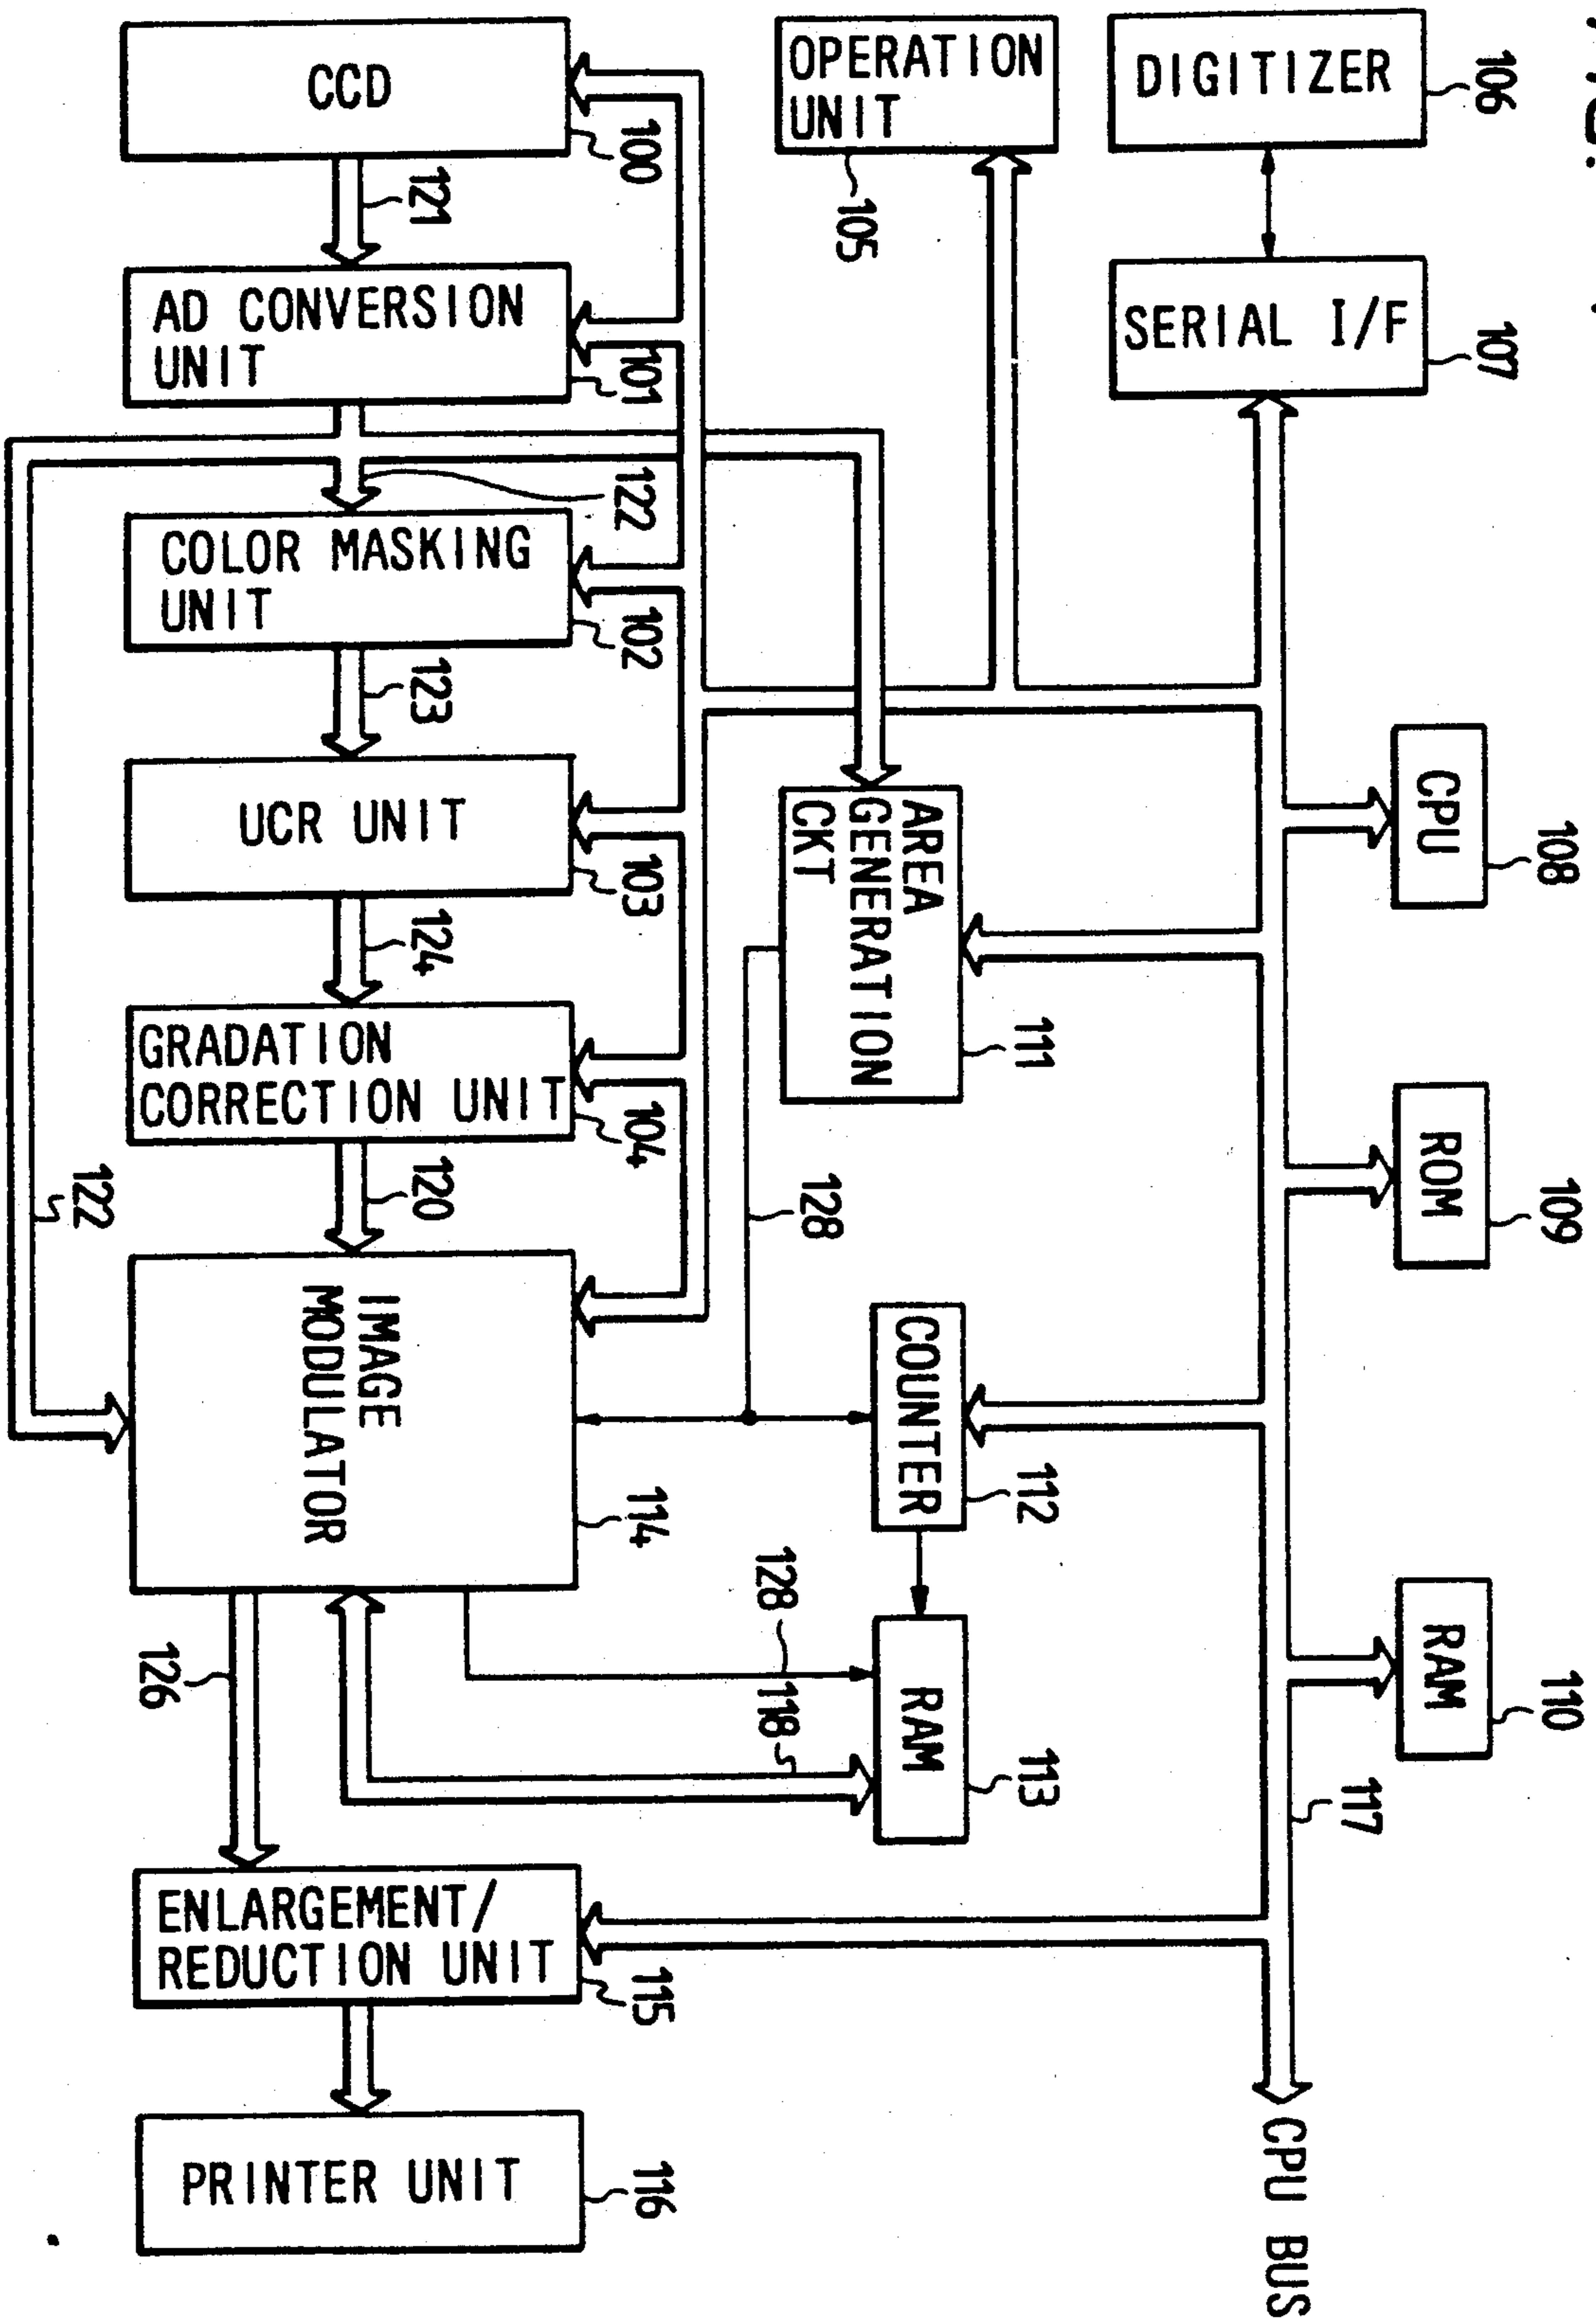 DIGITIZER
106
SERIAL I/F
107
OPERATION
UNIT
105
CPU
108
ROM
109
RAM
110
117
CPU BUS
CCD
100
121
AD CONVERSION
UNIT
101
122
COLOR MASKING
UNIT
102
123
UCR UNIT
103
124
GRADATION
CORRECTION UNIT
104
120
122
AREA
GENERATION
CKT
111
128
COUNTER
112
RAM
113
128
118
IMAGE
MODULATOR
114
126
ENLARGEMENT/
REDUCTION UNIT
115
PRINTER UNIT
116